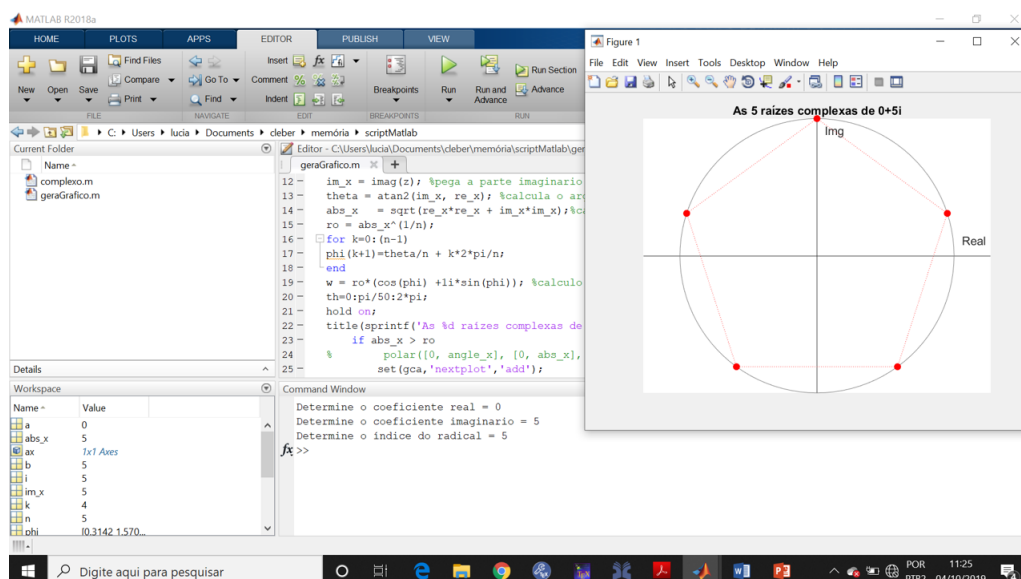 MATLAB R2018a
HOME PLOTS APPS EDITOR PUBLISH VIEW
New Open Save Find Files Compare Print
Go To Find
Insert fx
Comment
Indent
Breakpoints Run Run and Advance Run Section Advance
FILE NAVIGATE EDIT BREAKPOINTS RUN
C: Users lucia Documents cleber memória scriptMatlab
Current Folder
Name
complexo.m
geraGrafico.m
Details
Workspace
Name Value
a 0
abs_x 5
ax 1x1 Axes
b 5
i 5
im_x 5
k 4
n 5
phi [0.3142 1.570...
Editor - C:\Users\lucia\Documents\cleber\memória\scriptMatlab\ger
geraGrafico.m
12 - im_x = imag(z); %pega a parte imaginario
13 - theta = atan2(im_x, re_x); %calcula o ar
14 - abs_x = sqrt(re_x*re_x + im_x*im_x);%c
15 - ro = abs_x^(1/n);
16 - for k=0:(n-1)
17 - phi(k+1)=theta/n + k*2*pi/n;
18 - end
19 - w = ro*(cos(phi) +1i*sin(phi)); %calculo
20 - th=0:pi/50:2*pi;
21 - hold on;
22 - title(sprintf('As %d raizes complexas de
23 - if abs_x > ro
24 % polar([0, angle_x], [0, abs_x],
25 - set(gca,'nextplot','add');
Command Window
Determine o coeficiente real = 0
Determine o coeficiente imaginario = 5
Determine o índice do radical = 5
fx >>
Figure 1
File Edit View Insert Tools Desktop Window Help
As 5 raízes complexas de 0+5i
Img
Real
Digite aqui para pesquisar
POR
PTB2
11:25
04/10/2019